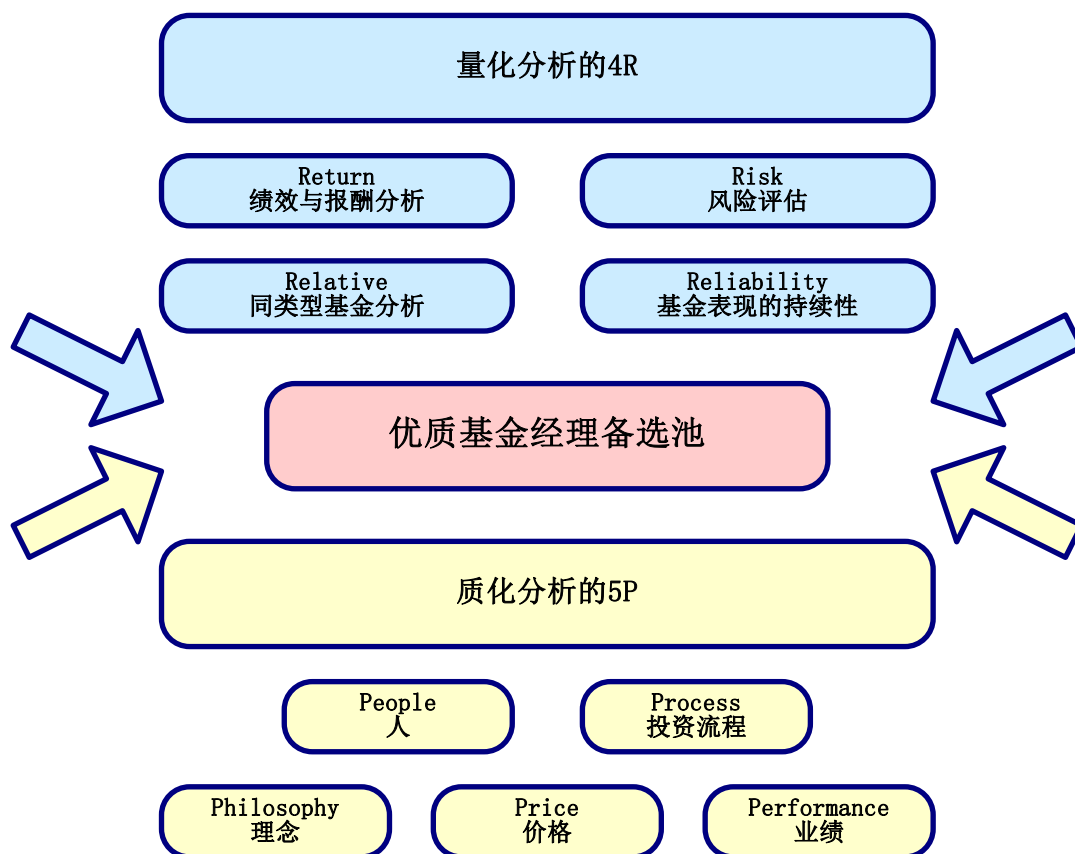 量化分析的4R
Return
绩效与报酬分析
Risk
风险评估
Relative
同类型基金分析
Reliability
基金表现的持续性
优质基金经理备选池
质化分析的5P
People
人
Process
投资流程
Philosophy
理念
Price
价格
Performance
业绩